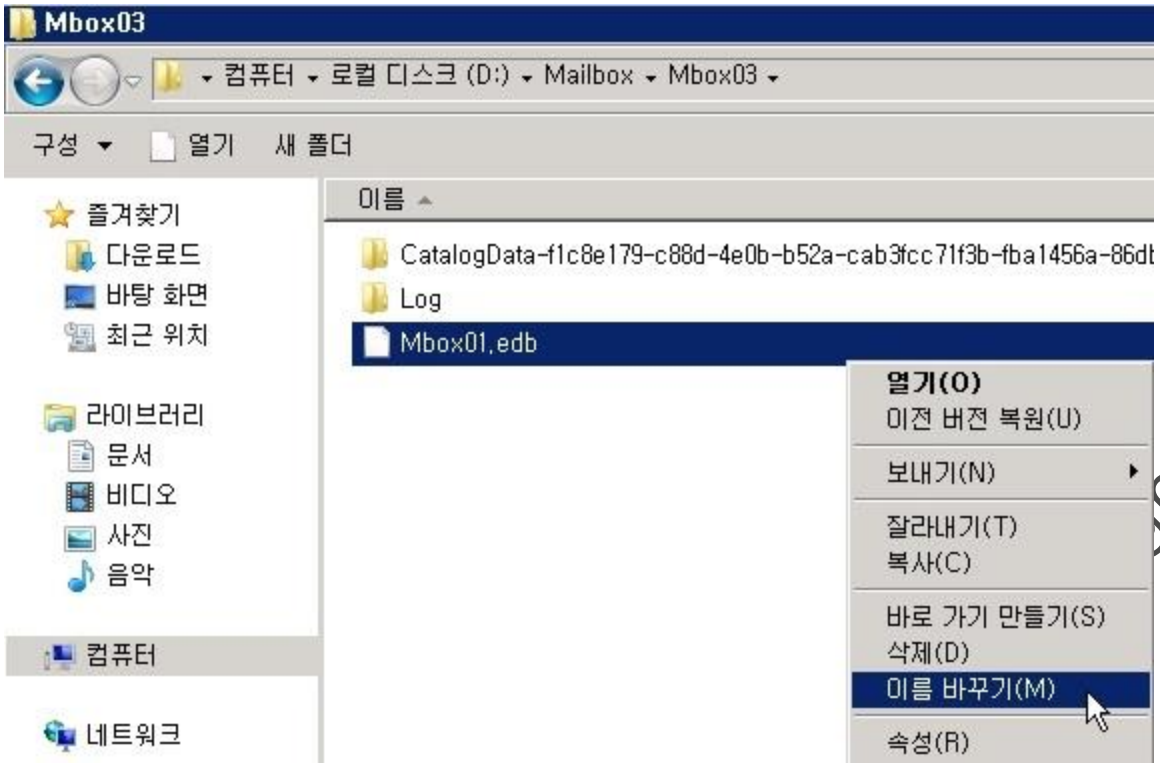 Mbox03
컴퓨터 로컬 디스크 (D:) Mailbox Mbox03
구성 열기 새 폴더
이름
즐겨찾기
다운로드
바탕 화면
최근 위치
라이브러리
문서
비디오
사진
음악
컴퓨터
네트워크
CatalogData-f1c8e179-c88d-4e0b-b52a-cab3fcc71f3b-fba1456a-86db
Log
Mbox01.edb
열기(O)
이전 버전 복원(U)
보내기(N)
잘라내기(T)
복사(C)
바로 가기 만들기(S)
삭제(D)
이름 바꾸기(M)
속성(R)